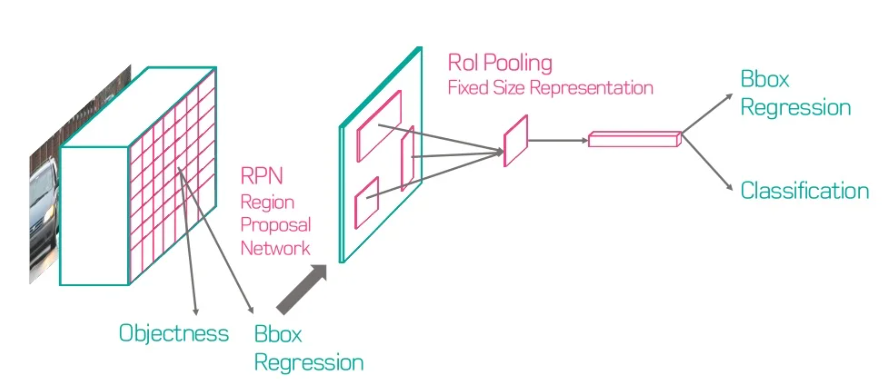 RoI Pooling
Fixed Size Representation
Bbox
Regression
Classification
RPN
Region
Proposal
Network
Objectness
Bbox
Regression